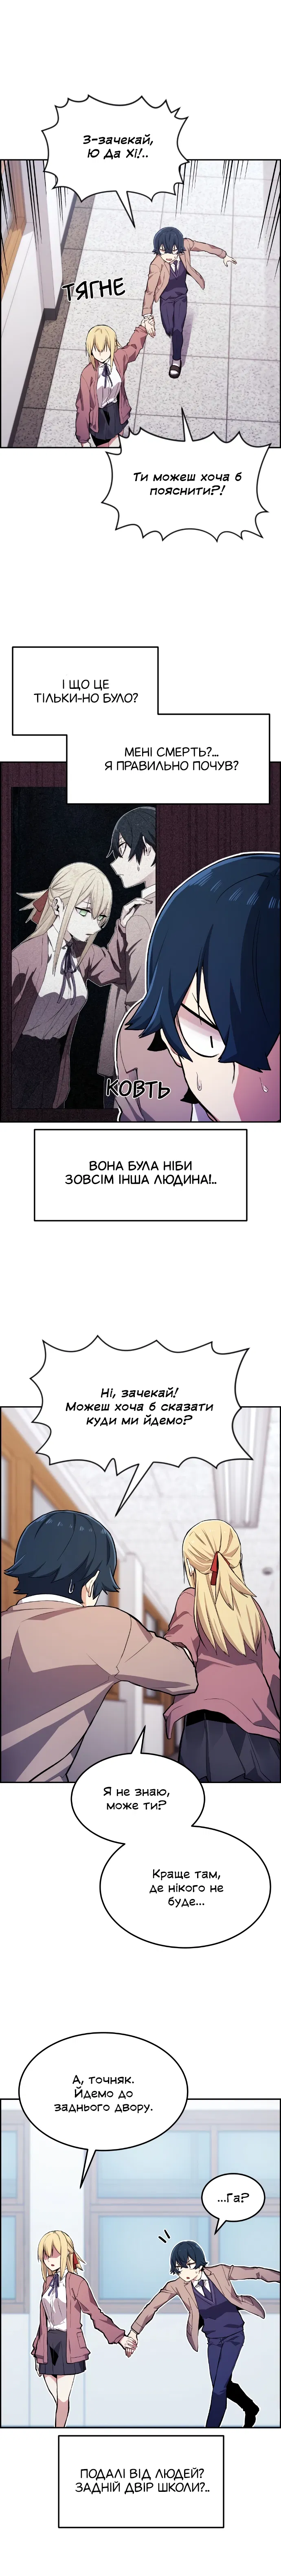 З-зачекай,
Ю Да Хі!..
ТЯГНЕ
Ти можеш хоча б
пояснити?!
І ЩО ЦЕ
ТІЛЬКИ-НО БУЛО?
МЕНІ СМЕРТЬ?...
Я ПРАВИЛЬНО ПОЧУВ?
КОВТЬ
ВОНА БУЛА НІБИ
ЗОВСІМ ІНША ЛЮДИНА!..
Ні, зачекай!
Можеш хоча б сказати
куди ми йдемо?
Я не знаю,
може ти?
Краще там,
де нікого не
буде...
А, точняк.
Йдемо до
заднього двору.
...Га?
ПОДАЛІ ВІД ЛЮДЕЙ?
ЗАДНІЙ ДВІР ШКОЛИ?..